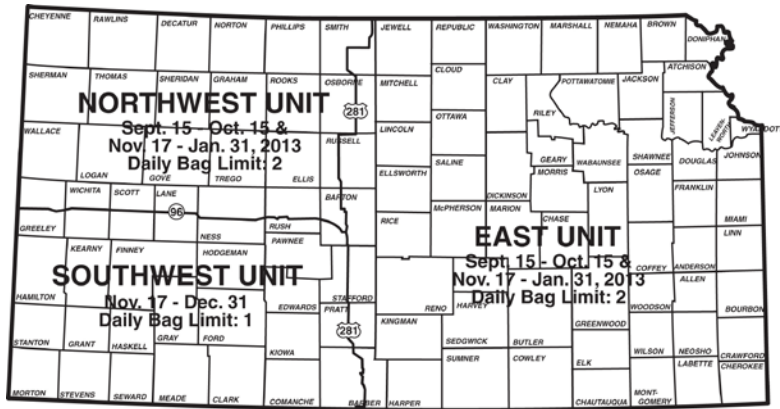 CHEYENNE RAWLINS DECATUR NORTON PHILLIPS SMITH JEWELL REPUBLIC WASHINGTON MARSHALL NEMAHA BROWN
DONIPHAN
ATCHISON
SHERMAN THOMAS SHERIDAN GRAHAM ROOKS OSBORNE MITCHELL CLOUD CLAY POTTAWATOMIE JACKSON
NORTHWEST UNIT
Sept. 15 - Oct. 15 &
Nov. 17 - Jan. 31, 2013
Daily Bag Limit: 2
281
OTTAWA RILEY JEFFERSON LEAVEN-
WORTH
WYANDOT
WALLACE LOGAN GOVE TREGO ELLIS RUSSELL LINCOLN
SALINE GEARY WABAUNSEE SHAWNEE DOUGLAS JOHNSON
ELLSWORTH DICKINSON MORRIS LYON OSAGE FRANKLIN MIAMI
WICHITA SCOTT LANE BARTON
96
GREELEY NESS RUSH RICE McPHERSON MARION CHASE
KEARNY FINNEY HODGEMAN PAWNEE
EAST UNIT
Sept. 15 - Oct. 15 &
Nov. 17 - Jan. 31, 2013
Daily Bag Limit: 2
COFFEY ANDERSON LINN
SOUTHWEST UNIT
Nov. 17 - Dec. 31
Daily Bag Limit: 1
HAMILTON EDWARDS STAFFORD
PRATT
281
RENO HARVEY WOODSON ALLEN BOURBON
STANTON GRANT HASKELL GRAY FORD KIOWA KINGMAN SEDGWICK BUTLER GREENWOOD WILSON NEOSHO CRAWFORD
SUMNER COWLEY ELK LABETTE CHEROKEE
MORTON STEVENS SEWARD MEADE CLARK COMANCHE BARBER HARPER CHAUTAUQUA MONT-
GOMERY